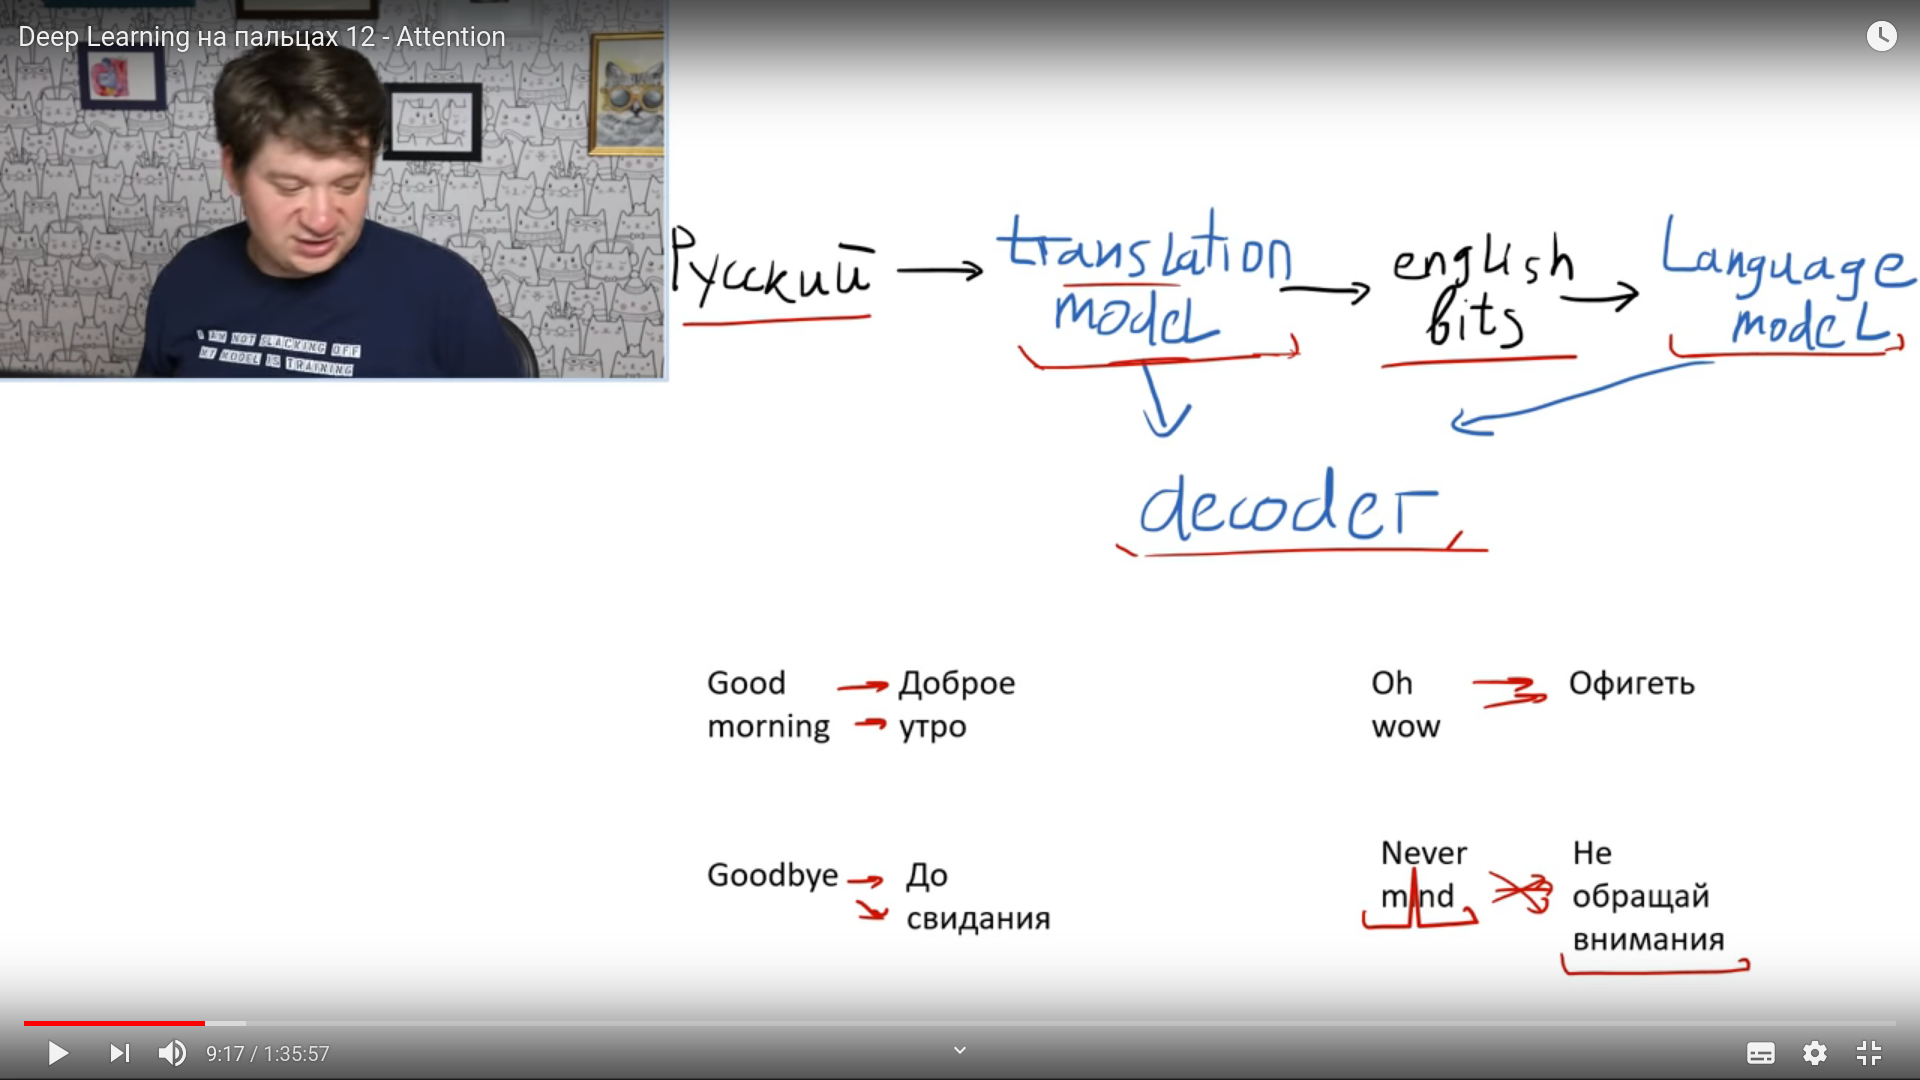 Deep Learning на пальцах 12 - Attention
I AM NOT SLACKING OFF
MY MODEL IS TRAINING
Русский → translation model → english bits → Language model
decoder
Good → Доброе
morning → утро
Oh wow → Офигеть
Goodbye → До свидания
Never mind → Не обращай внимания
9:17 / 1:35:57